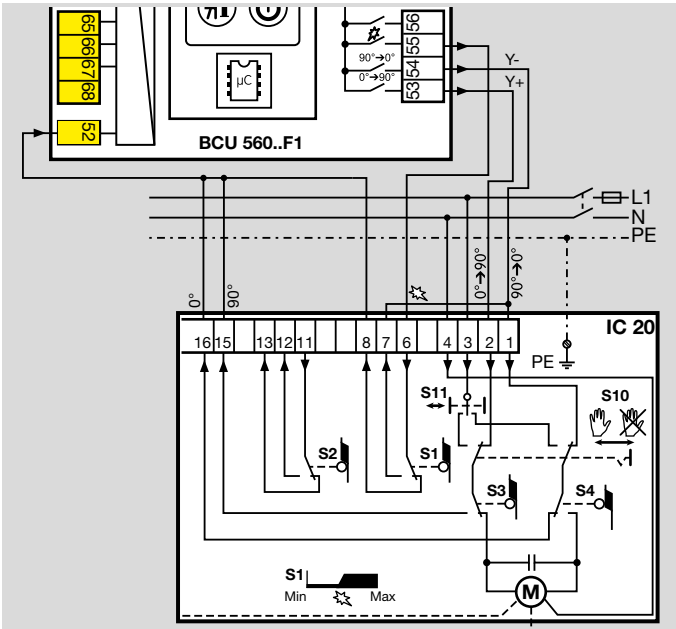 65
66
67
68
52
µC
BCU 560..F1
56
55
54
53
90°→0°
0°→90°
Y-
Y+
L1
N
PE
0°
90°
0°→90°
90°→0°
IC 20
16 15 13 12 11 8 7 6 4 3 2 1
PE
S11
S10
S2
S1
S3
S4
S1
Min Max
M